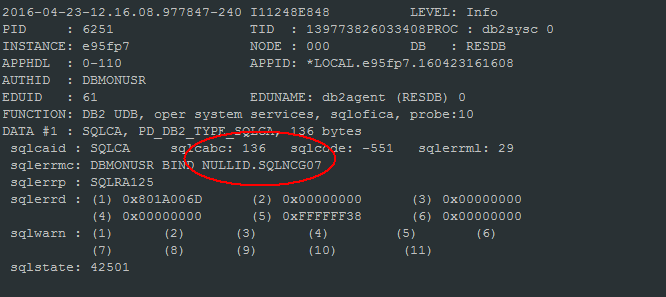 2016-04-23-12.16.08.977847-240 I11248E848 LEVEL: Info
PID : 6251 TID : 139773826033408PROC : db2sysc 0
INSTANCE: e95fp7 NODE : 000 DB : RESDB
APPHDL : 0-110 APPID: *LOCAL.e95fp7.160423161608
AUTHID : DBMONUSR
EDUID : 61 EDUNAME: db2agent (RESDB) 0
FUNCTION: DB2 UDB, oper system services, sqlofica, probe:10
DATA #1 : SQLCA, PD_DB2_TYPE_SQLCA, 136 bytes
sqlcaid : SQLCA sqlcabc: 136 sqlcode: -551 sqlerrml: 29
sqlerrmc: DBMONUSR BIND NULLID.SQLNCG07
sqlerrp : SQLRA125
sqlerrd : (1) 0x801A006D (2) 0x00000000 (3) 0x00000000
(4) 0x00000000 (5) 0xFFFFFF38 (6) 0x00000000
sqlwarn : (1) (2) (3) (4) (5) (6)
(7) (8) (9) (10) (11)
sqlstate: 42501